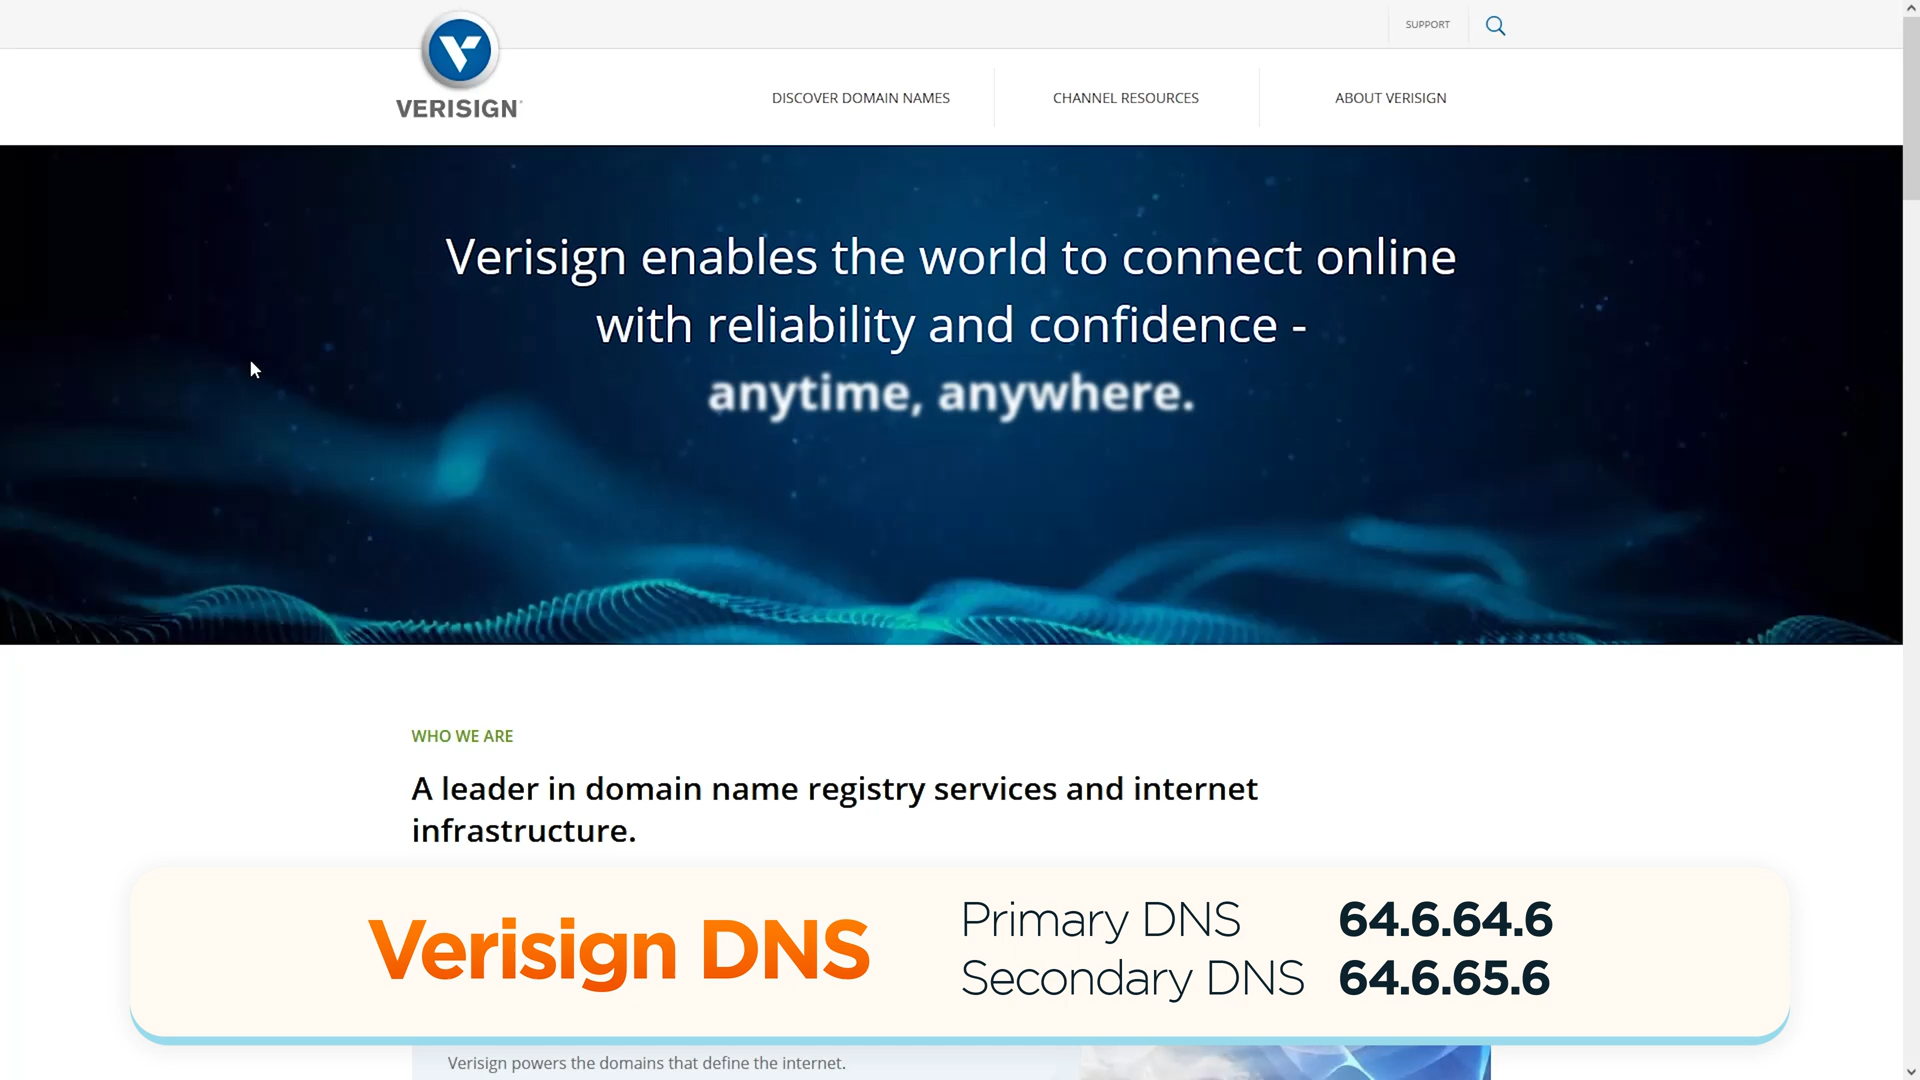 SUPPORT
VERISIGN
DISCOVER DOMAIN NAMES
CHANNEL RESOURCES
ABOUT VERISIGN
Verisign enables the world to connect online
with reliability and confidence -
anytime, anywhere.
WHO WE ARE
A leader in domain name registry services and internet
infrastructure.
Verisign DNS
Primary DNS 64.6.64.6
Secondary DNS 64.6.65.6
Verisign powers the domains that define the internet.